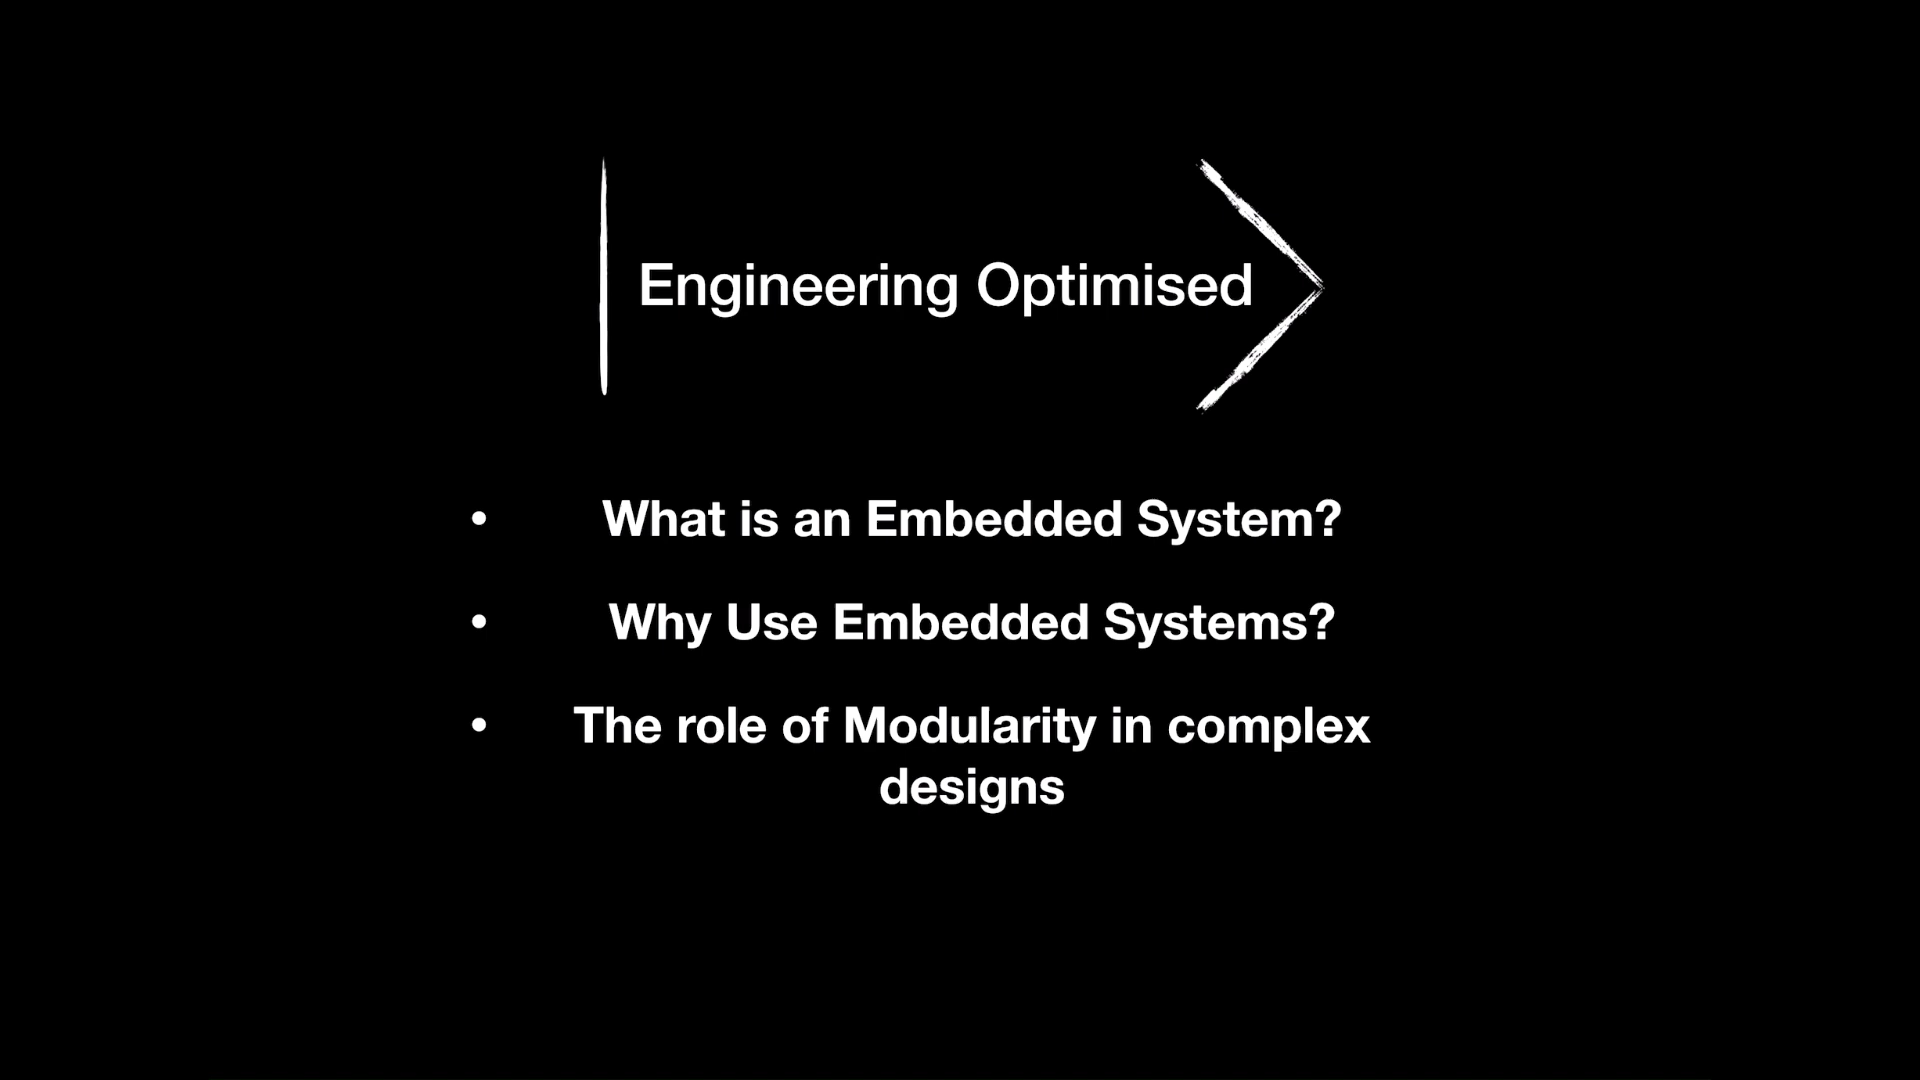 Engineering Optimised
• What is an Embedded System?
• Why Use Embedded Systems?
• The role of Modularity in complex
designs